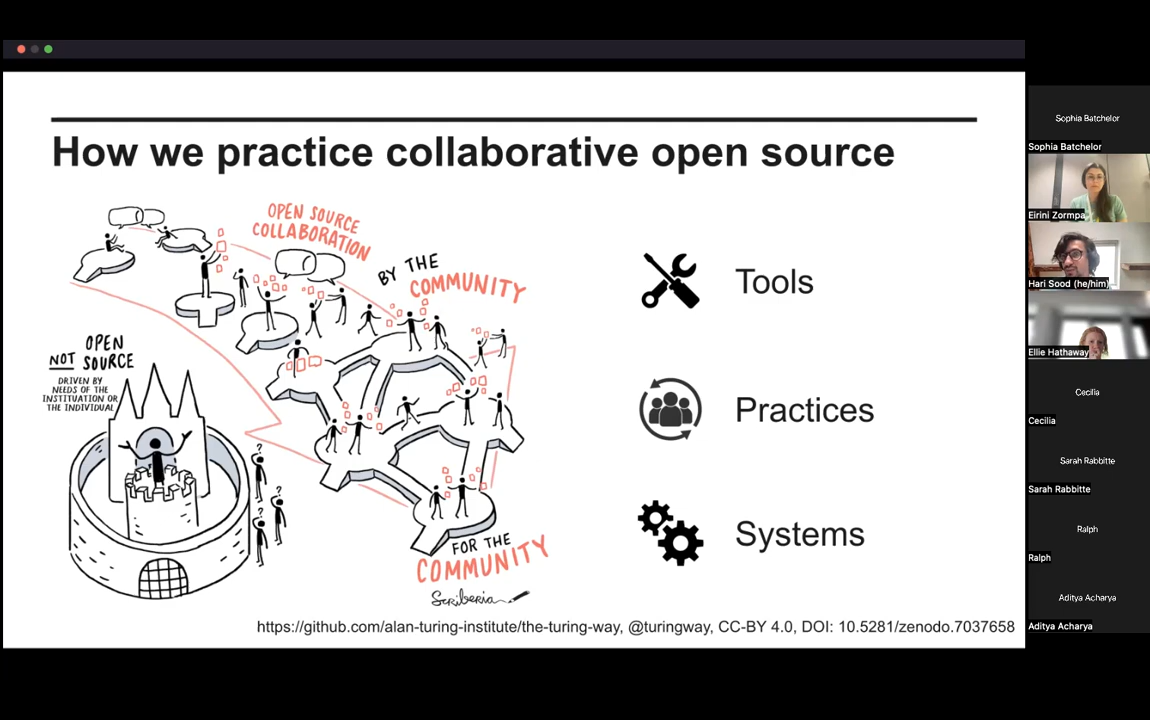 How we practice collaborative open source
OPEN SOURCE
COLLABORATION
BY THE
COMMUNITY
NOT OPEN
SOURCE
DRIVEN BY
NEEDS OF THE
INSTITUATION OR
THE INDIVIDUAL
? ? ?
FOR THE
COMMUNITY
Scriberia
Tools
Practices
Systems
https://github.com/alan-turing-institute/the-turing-way, @turingway, CC-BY 4.0, DOI: 10.5281/zenodo.7037658
Sophia Batchelor
Sophia Batchelor
Eirini Zormpa
Hari Sood (he/him)
Ellie Hathaway
Cecilia
Cecilia
Sarah Rabbitte
Sarah Rabbitte
Ralph
Ralph
Aditya Acharya
Aditya Acharya